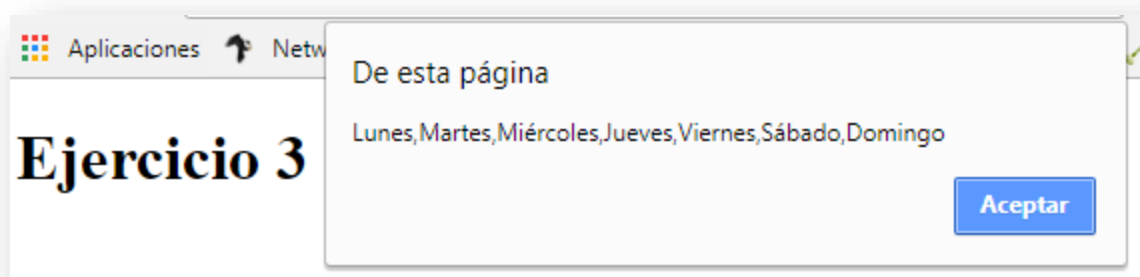 Aplicaciones Netw
De esta página
Lunes,Martes,Miércoles,Jueves,Viernes,Sábado,Domingo
Ejercicio 3
Aceptar